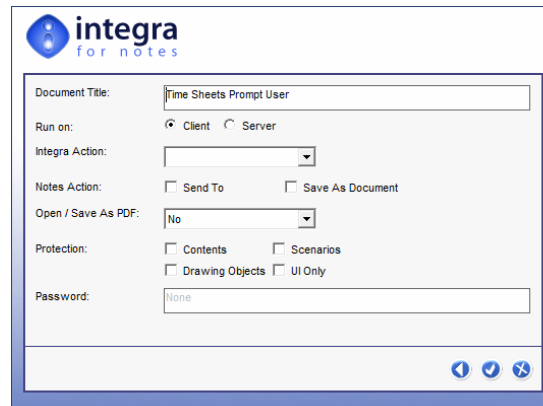 integra
for notes
Document Title: Time Sheets Prompt User
Run on: Client Server
Integra Action:
Notes Action: Send To Save As Document
Open / Save As PDF: No
Protection: Contents Scenarios
Drawing Objects UI Only
Password: None